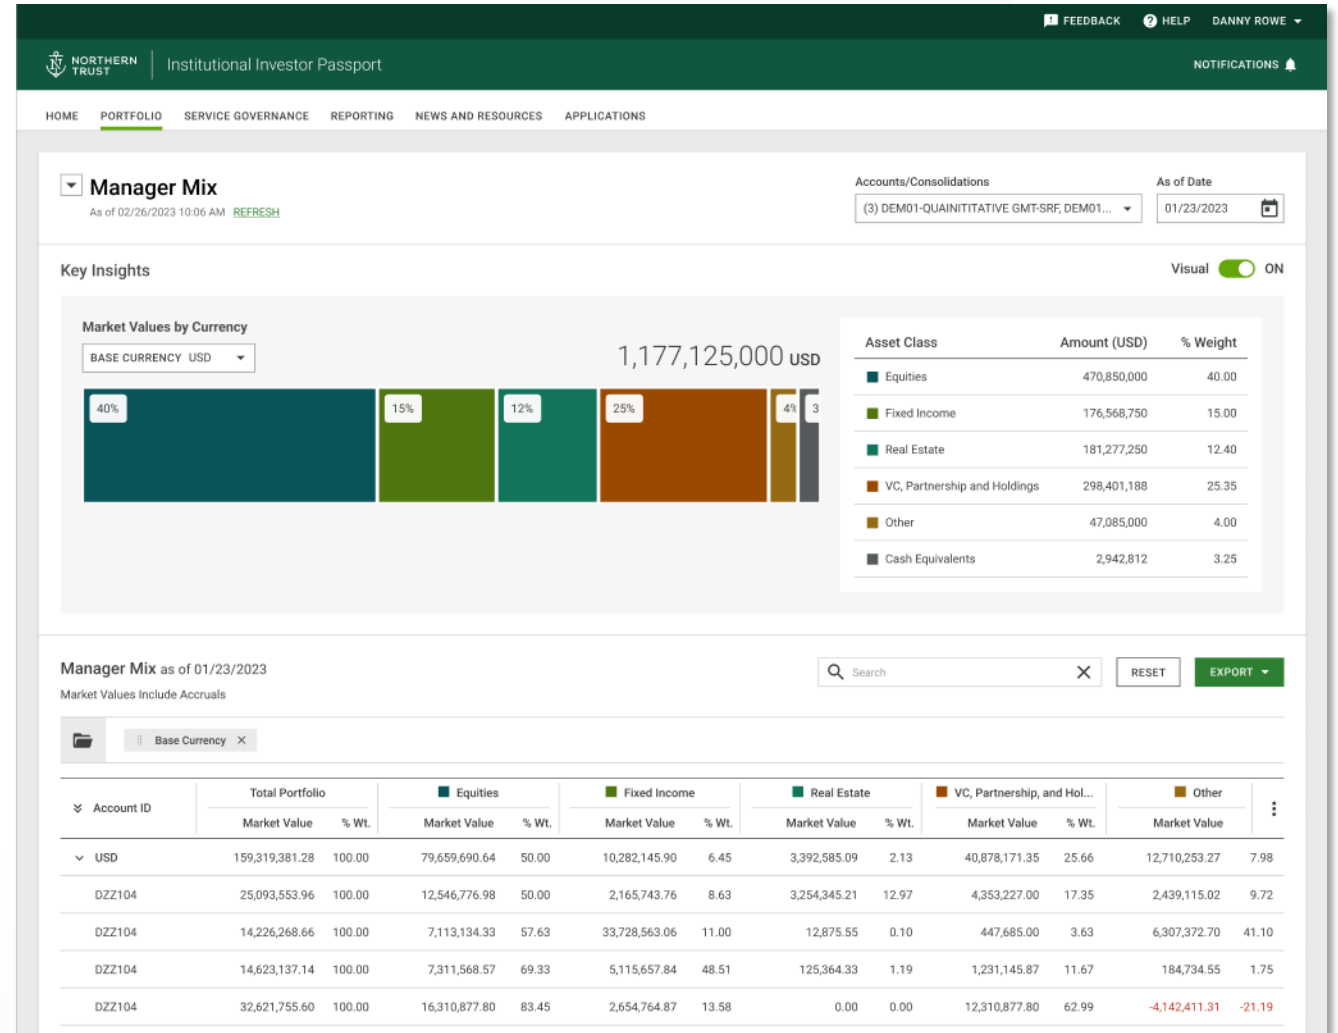 FEEDBACK HELP DANNY ROWE
NORTHERN TRUST Institutional Investor Passport NOTIFICATIONS
HOME PORTFOLIO SERVICE GOVERNANCE REPORTING NEWS AND RESOURCES APPLICATIONS
Manager Mix
As of 02/26/2023 10:06 AM REFRESH
Accounts/Consolidations As of Date
(3) DEM01-QUAINITITATIVE GMT-SRF, DEM01... 01/23/2023
Key Insights Visual ON
Market Values by Currency
BASE CURRENCY USD
1,177,125,000 USD
40% 15% 12% 25% 4% 3
Asset Class Amount (USD) % Weight
Equities 470,850,000 40.00
Fixed Income 176,568,750 15.00
Real Estate 181,277,250 12.40
VC, Partnership and Holdings 298,401,188 25.35
Other 47,085,000 4.00
Cash Equivalents 2,942,812 3.25
Manager Mix as of 01/23/2023
Market Values Include Accruals
Search RESET EXPORT
Base Currency
Account ID Total Portfolio Equities Fixed Income Real Estate VC, Partnership, and Hol... Other
Market Value % Wt. Market Value % Wt. Market Value % Wt. Market Value % Wt. Market Value % Wt. Market Value
USD 159,319,381.28 100.00 79,659,690.64 50.00 10,282,145.90 6.45 3,392,585.09 2.13 40,878,171.35 25.66 12,710,253.27 7.98
DZZ104 25,093,553.96 100.00 12,546,776.98 50.00 2,165,743.76 8.63 3,254,345.21 12.97 4,353,227.00 17.35 2,439,115.02 9.72
DZZ104 14,226,268.66 100.00 7,113,134.33 57.63 33,728,563.06 11.00 12,875.55 0.10 447,685.00 3.63 6,307,372.70 41.10
DZZ104 14,623,137.14 100.00 7,311,568.57 69.33 5,115,657.84 48.51 125,364.33 1.19 1,231,145.87 11.67 184,734.55 1.75
DZZ104 32,621,755.60 100.00 16,310,877.80 83.45 2,654,764.87 13.58 0.00 0.00 12,310,877.80 62.99 -4,142,411.31 -21.19